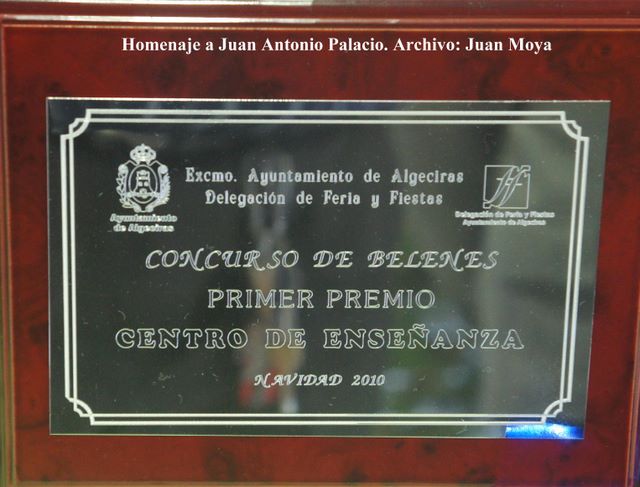 Homenaje a Juan Antonio Palacio. Archivo: Juan Moya
Excmo. Ayuntamiento de Algeciras
Delegación de Feria y Fiestas
Ayuntamiento
de Algeciras
ff
Delegación de Feria y Fiestas
Ayuntamiento de Algeciras
CONCURSO DE BELENES
PRIMER PREMIO
CENTRO DE ENSEÑANZA
NAVIDAD 2010